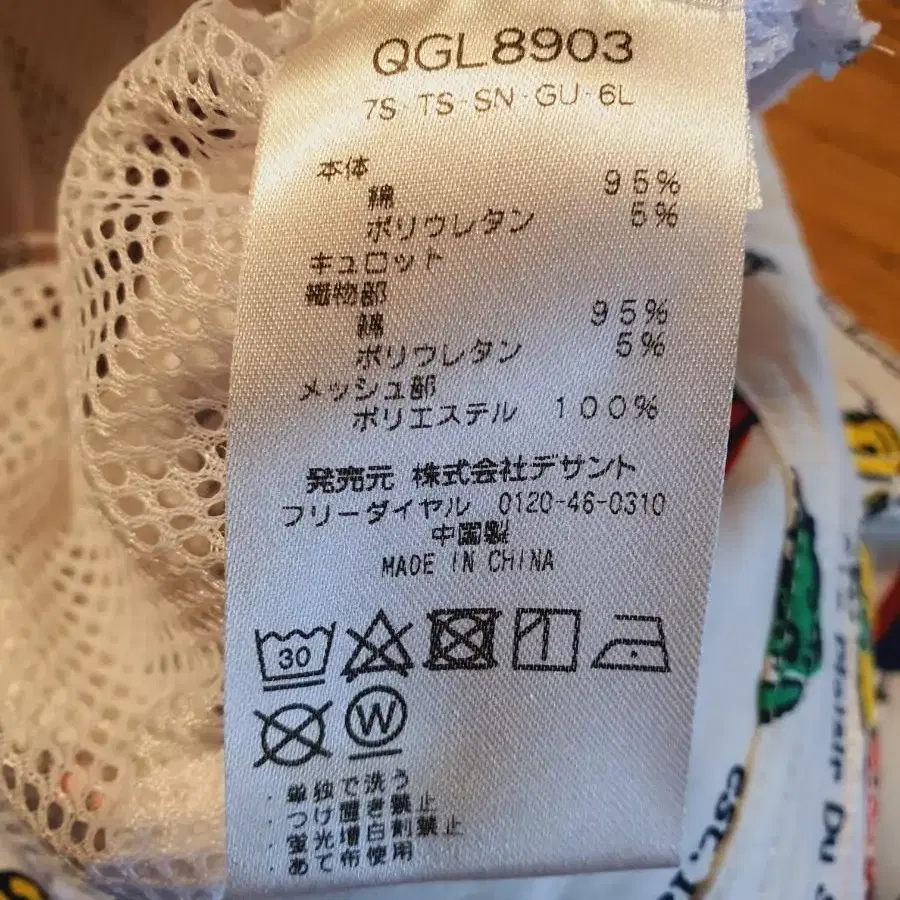 QGL8903
7S・TS・SN・GU・6L
本体
綿 95%
ポリウレタン 5%
キュロット
織物部
綿 95%
ポリウレタン 5%
メッシュ部
ポリエステル 100%
発売元 株式会社デサント
フリーダイヤル 0120-46-0310
中国製
MADE IN CHINA
30
W
・単独で洗う
・つけ置き禁止
・蛍光増白剤禁止
・あて布使用
est.